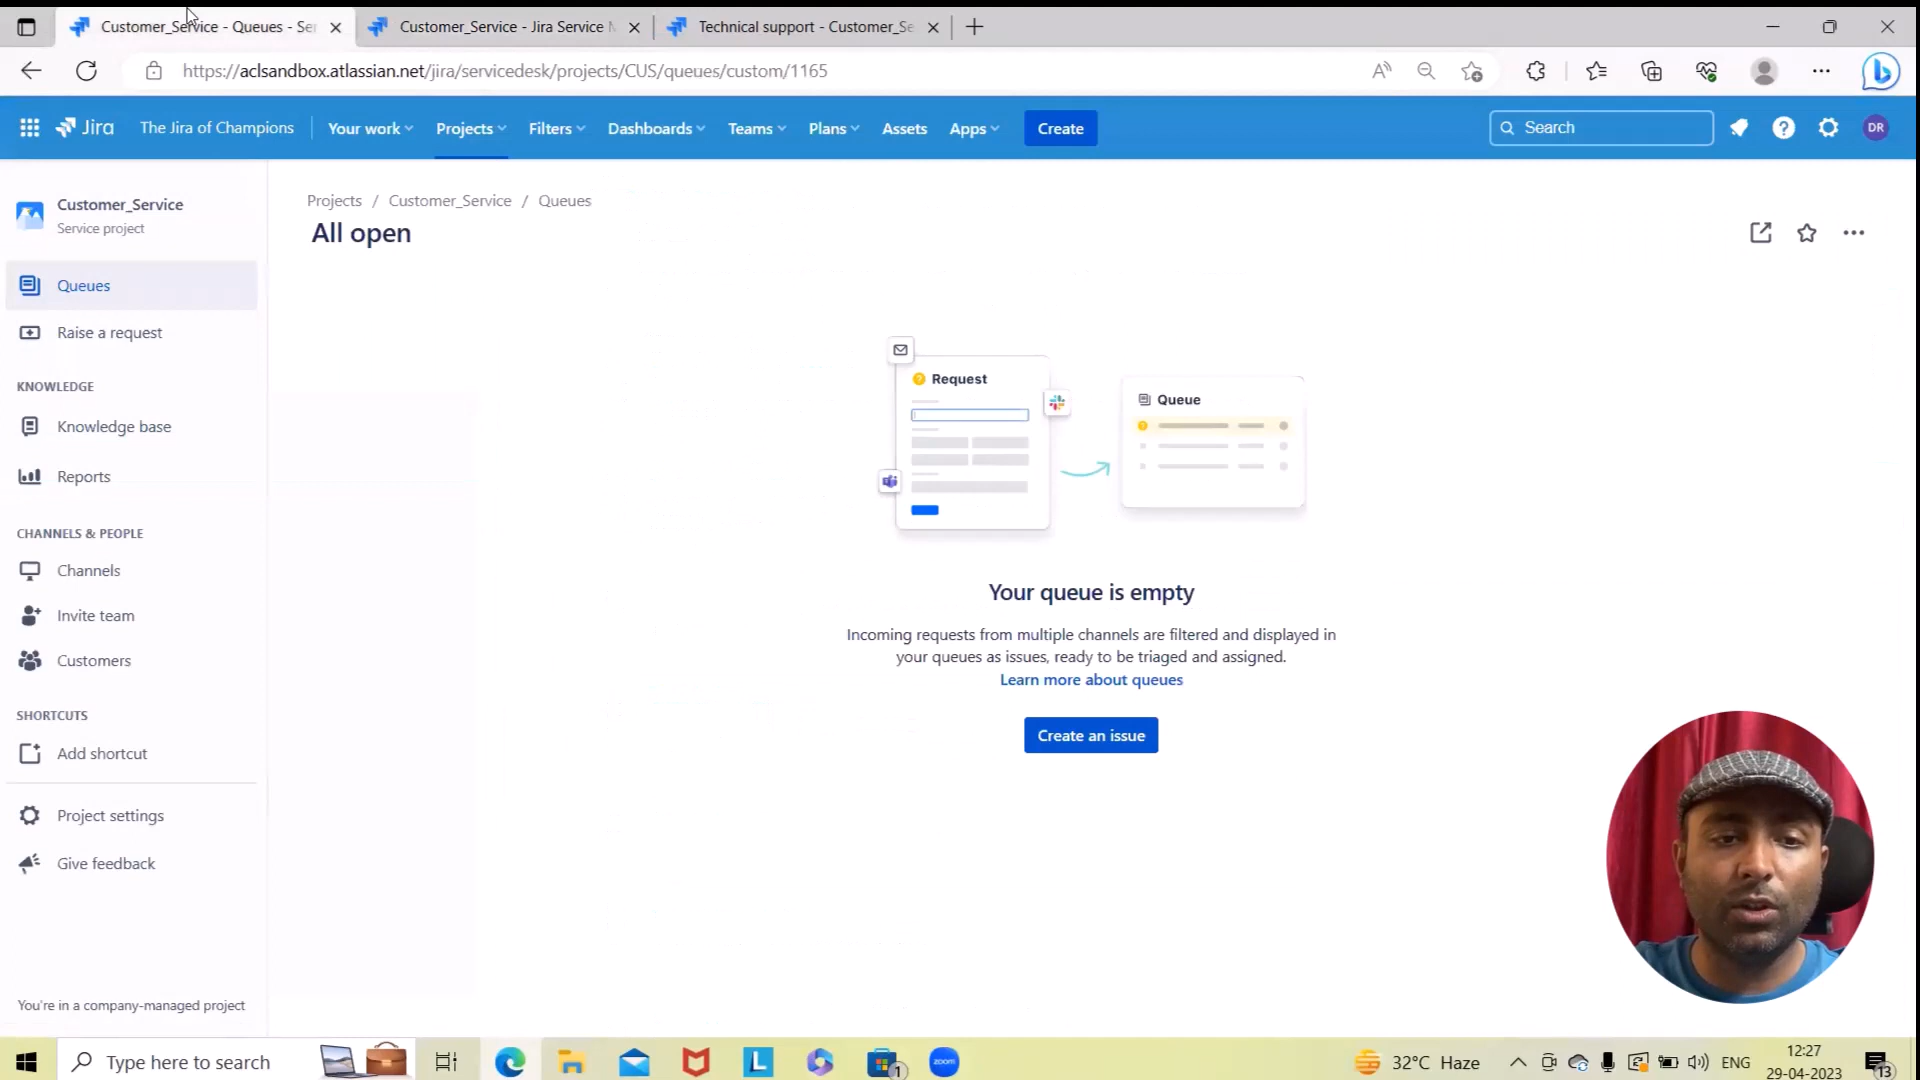 Customer_Service - Queues - Ser
Customer_Service - Jira Service M
Technical support - Customer_Se
https://aclsandbox.atlassian.net/jira/servicedesk/projects/CUS/queues/custom/1165
Jira
The Jira of Champions
Your work
Projects
Filters
Dashboards
Teams
Plans
Assets
Apps
Create
Search
DR
Customer_Service
Service project
Queues
Raise a request
KNOWLEDGE
Knowledge base
Reports
CHANNELS & PEOPLE
Channels
Invite team
Customers
SHORTCUTS
Add shortcut
Project settings
Give feedback
You're in a company-managed project
Projects / Customer_Service / Queues
All open
Request
Queue
Your queue is empty
Incoming requests from multiple channels are filtered and displayed in
your queues as issues, ready to be triaged and assigned.
Learn more about queues
Create an issue
Type here to search
L
1
zoom
32°C Haze
ENG
12:27
29-04-2023
13